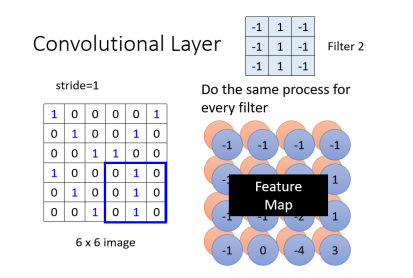 Convolutional Layer
-1 1 -1
-1 1 -1
-1 1 -1
Filter 2
stride=1
Do the same process for
every filter
1 0 0 0 0 1
0 1 0 0 1 0
0 0 1 1 0 0
1 0 0 0 1 0
0 1 0 0 1 0
0 0 1 0 1 0
6 x 6 image
-1 -1 -1 -1
-1 1
Feature
Map
-1 -1 -2 1
-1 0 -4 3